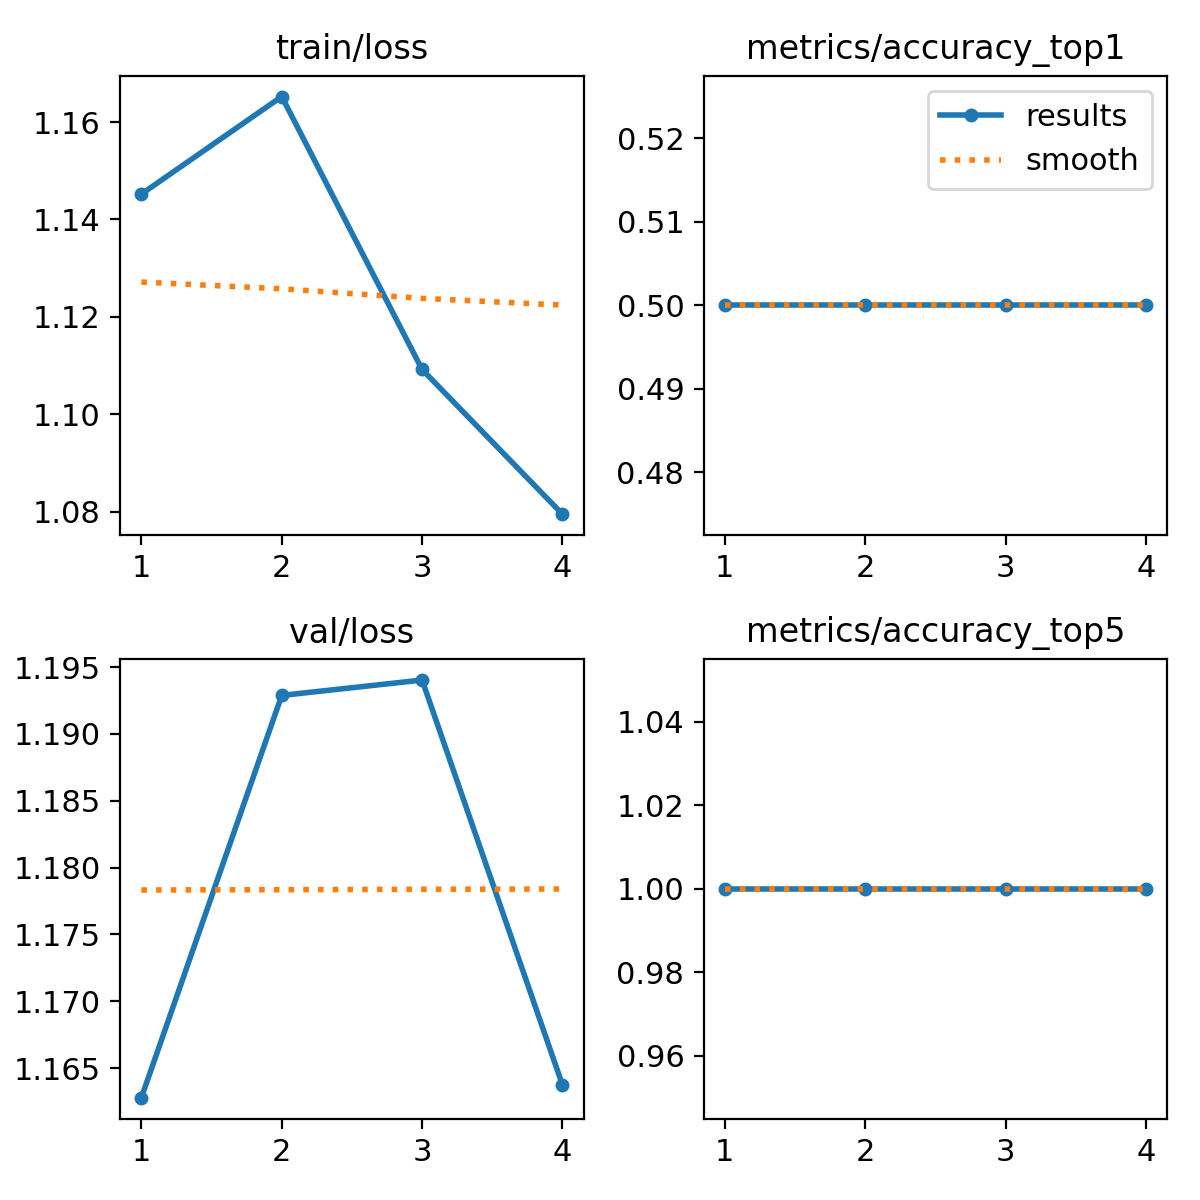 train/loss
1.16
1.14
1.12
1.10
1.08
1 2 3 4
metrics/accuracy_top1
results
smooth
0.52
0.51
0.50
0.49
0.48
1 2 3 4
val/loss
1.195
1.190
1.185
1.180
1.175
1.170
1.165
1 2 3 4
metrics/accuracy_top5
1.04
1.02
1.00
0.98
0.96
1 2 3 4